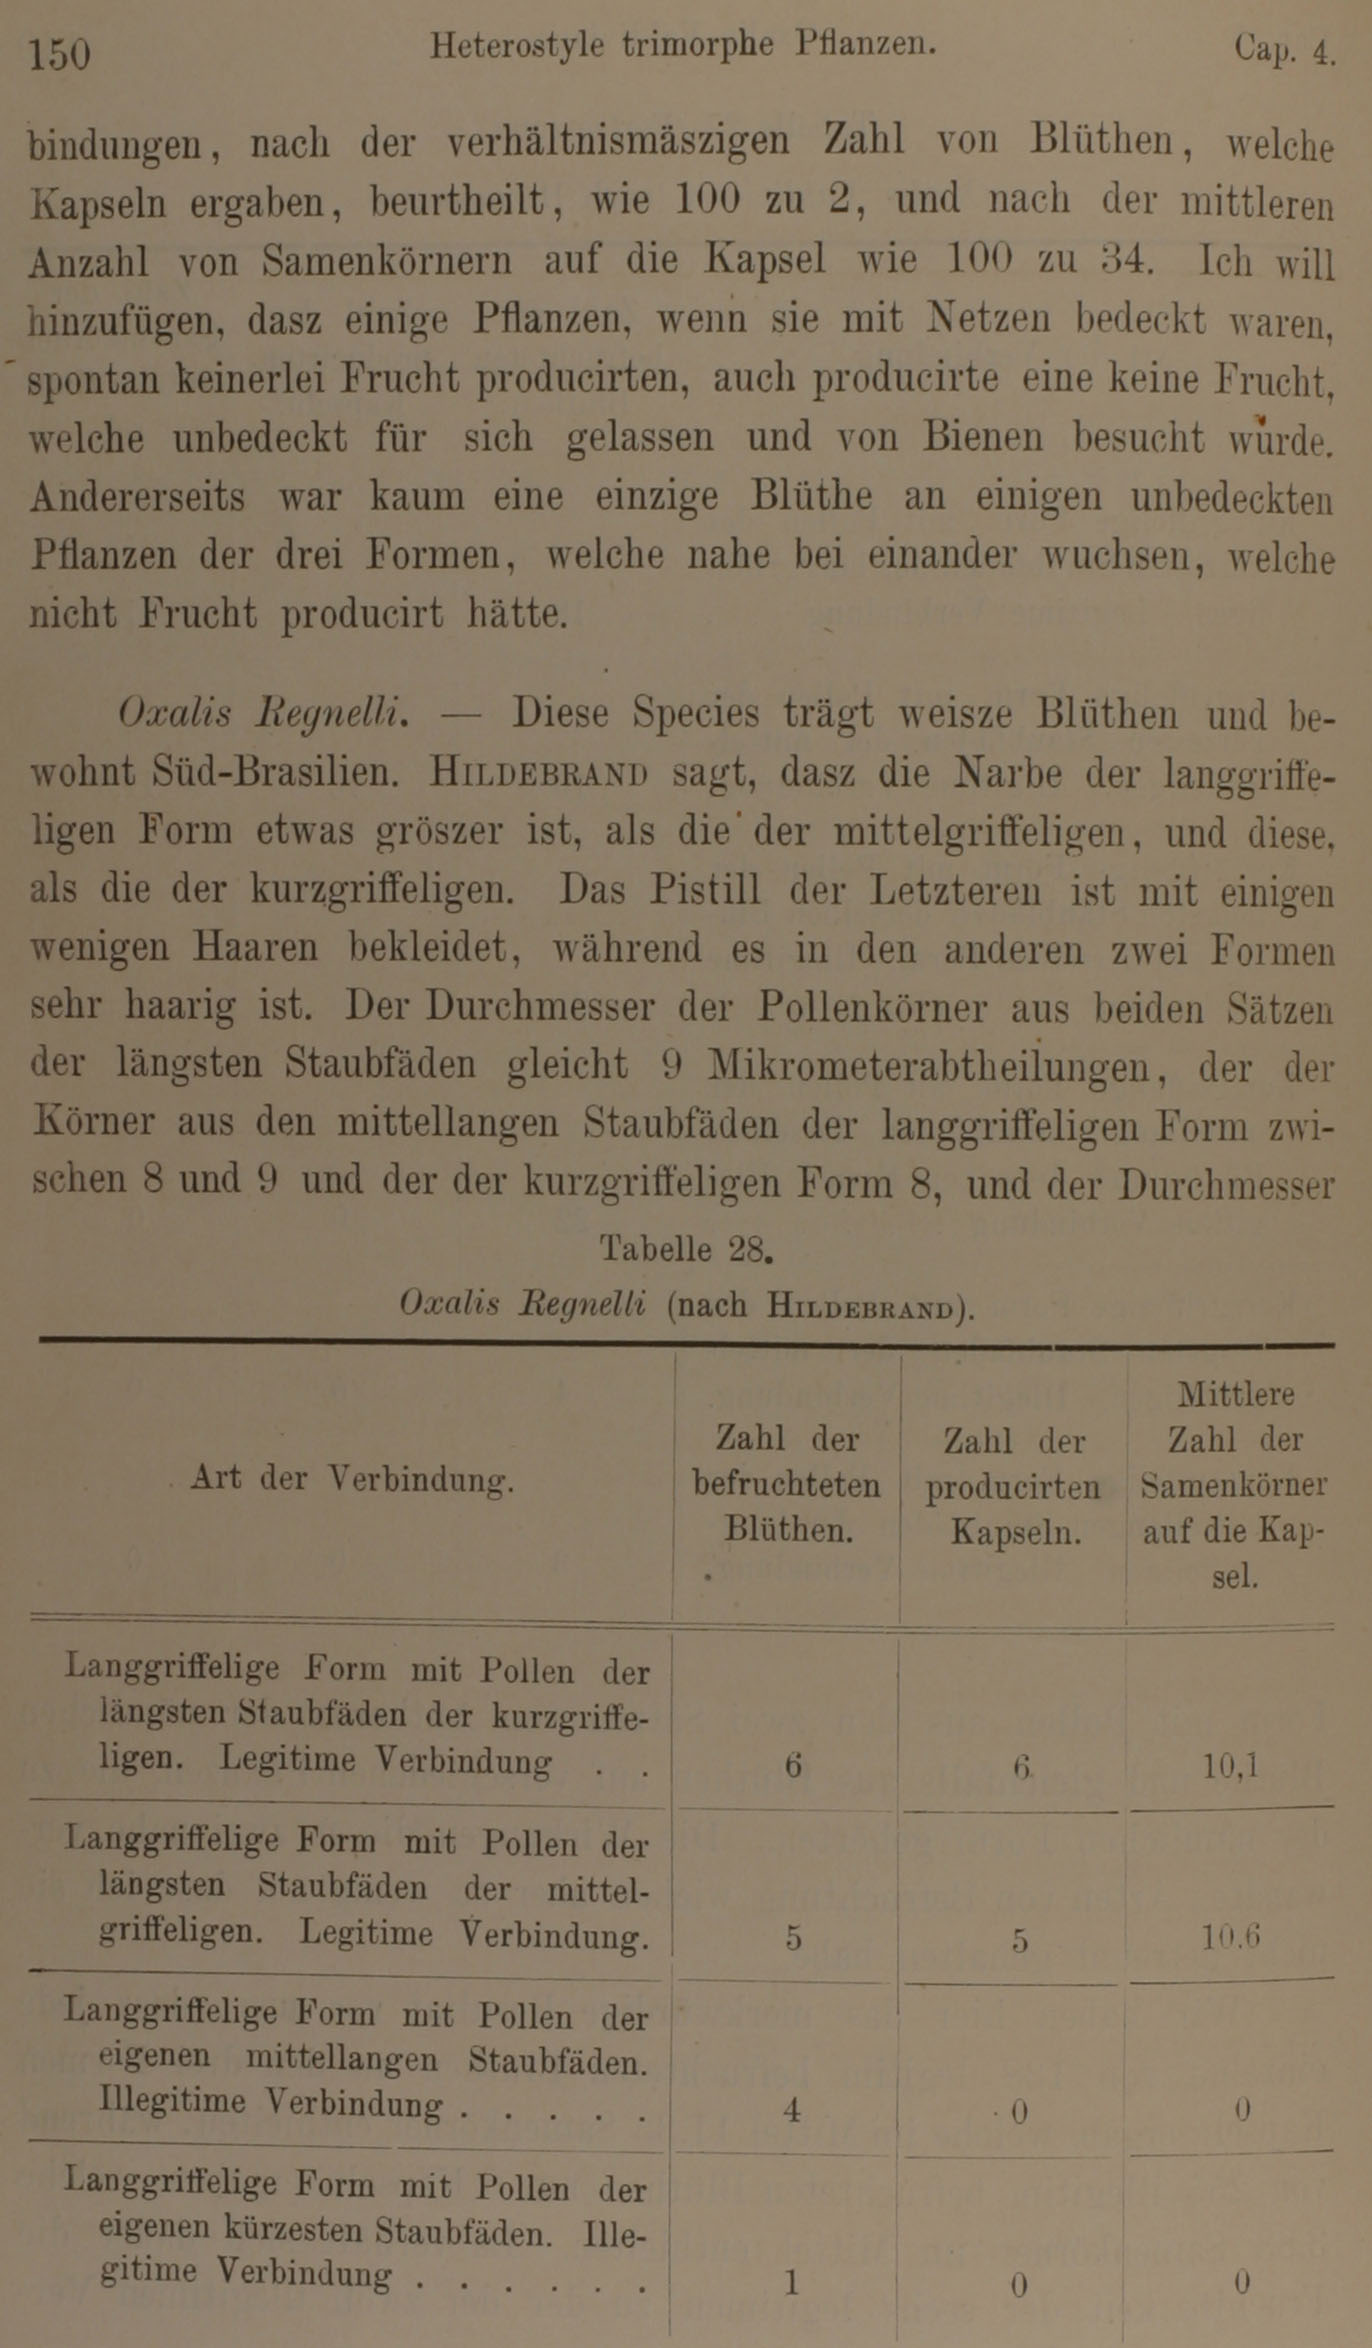 150 Heterostyle trimorphe Pflanzen. Cap. 4.
bindungen, nach der verhältnismäszigen Zahl von Blüthen, welche
Kapseln ergaben, beurtheilt, wie 100 zu 2, und nach der mittleren
Anzahl von Samenkörnern auf die Kapsel wie 100 zu 34. Ich will
hinzufügen, dasz einige Pflanzen, wenn sie mit Netzen bedeckt waren,
spontan keinerlei Frucht producirten, auch producirte eine keine Frucht,
welche unbedeckt für sich gelassen und von Bienen besucht würde.
Andererseits war kaum eine einzige Blüthe an einigen unbedeckten
Pflanzen der drei Formen, welche nahe bei einander wuchsen, welche
nicht Frucht producirt hätte.
Oxalis Regnelli. — Diese Species trägt weisze Blüthen und be-
wohnt Süd-Brasilien. HILDEBRAND sagt, dasz die Narbe der langgriffe-
ligen Form etwas gröszer ist, als die der mittelgriffeligen, und diese,
als die der kurzgriffeligen. Das Pistill der Letzteren ist mit einigen
wenigen Haaren bekleidet, während es in den anderen zwei Formen
sehr haarig ist. Der Durchmesser der Pollenkörner aus beiden Sätzen
der längsten Staubfäden gleicht 9 Mikrometerabtheilungen, der der
Körner aus den mittellangen Staubfäden der langgriffeligen Form zwi-
schen 8 und 9 und der der kurzgriffeligen Form 8, und der Durchmesser
Tabelle 28.
Oxalis Regnelli (nach HILDEBRAND).
Art der Verbindung.
Zahl der
befruchteten
Blüthen.
Zahl der
producirten
Kapseln.
Mittlere
Zahl der
Samenkörner
auf die Kap-
sel.
Langgriffelige Form mit Pollen der
längsten Staubfäden der kurzgriffe-
ligen. Legitime Verbindung . . 6 6 10,1
Langgriffelige Form mit Pollen der
längsten Staubfäden der mittel-
griffeligen. Legitime Verbindung. 5 5 10.6
Langgriffelige Form mit Pollen der
eigenen mittellangen Staubfäden.
Illegitime Verbindung . . . . . 4 0 0
Langgriffelige Form mit Pollen der
eigenen kürzesten Staubfäden. Ille-
gitime Verbindung . . . . . . 1 0 0